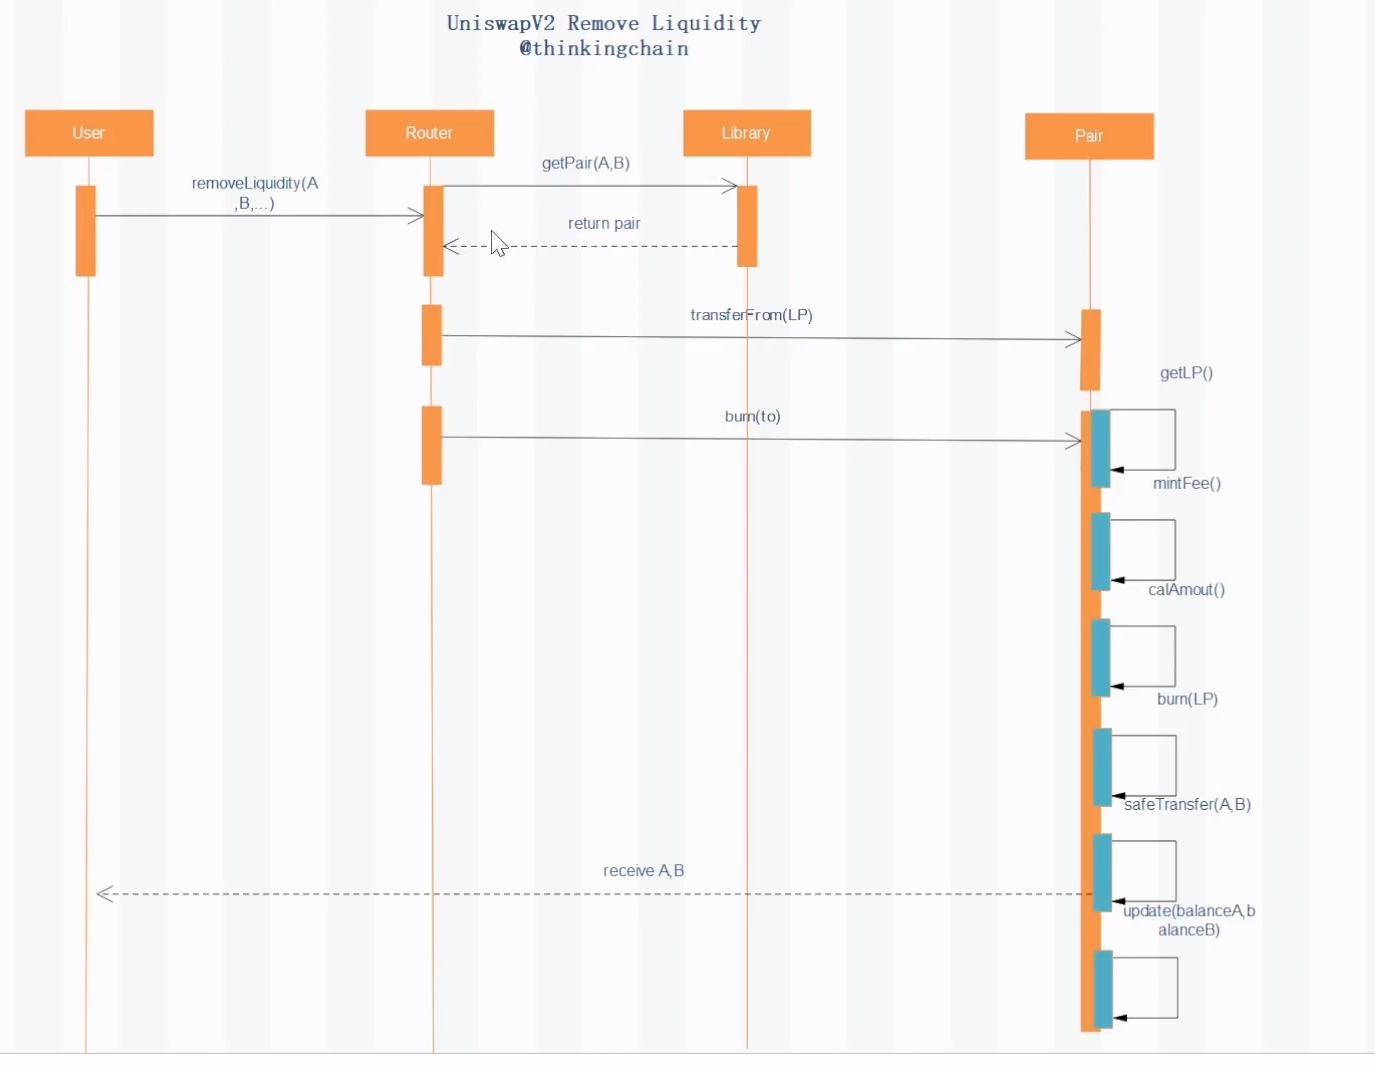 UniswapV2 Remove Liquidity
@thinkingchain
User
Router
Library
Pair
getPair(A,B)
removeLiquidity(A
,B,...)
return pair
transferFrom(LP)
getLP()
burn(to)
mintFee()
calAmout()
burn(LP)
safeTransfer(A,B)
receive A,B
update(balanceA,b
alanceB)